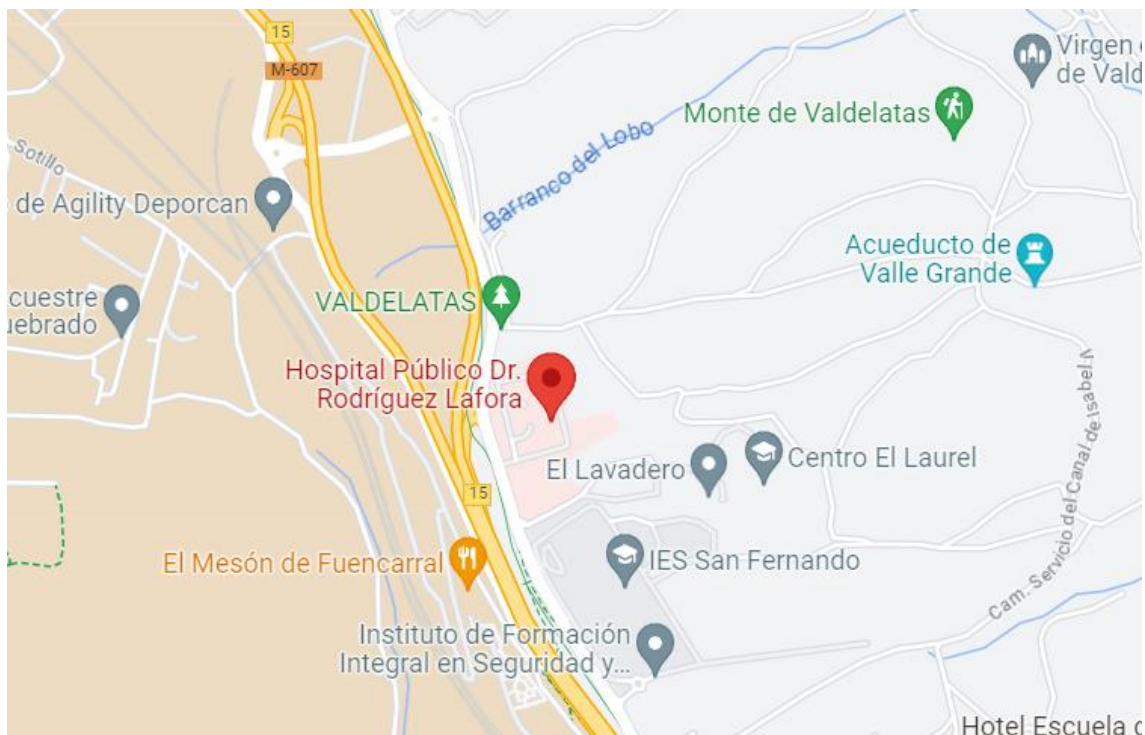 15
M-607
Virgen
de Vald
Monte de Valdelatas
Sotillo
Barranco del Lobo
de Agility Deporcan
Acueducto de
Valle Grande
cuestre
uebrado
VALDELATAS
Hospital Público Dr.
Rodríguez Lafora
El Lavadero
Centro El Laurel
15
Cam. Servicio del Canal de Isabel
El Mesón de Fuencarral
IES San Fernando
Instituto de Formación
Integral en Seguridad y...
Hotel Escuela